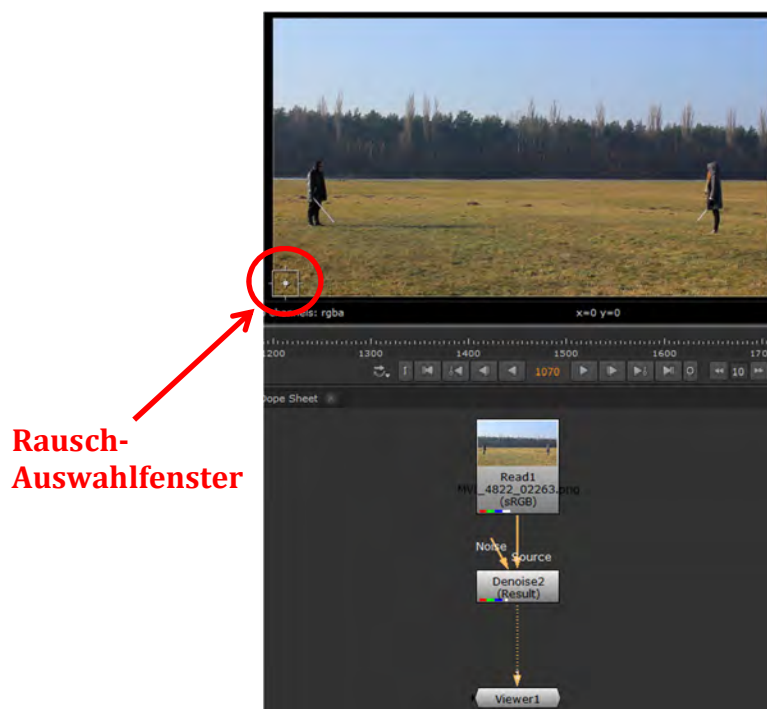 channels: rgba x=0 y=0
1200 1300 1400 1500 1600
1070
10
Dope Sheet
Rausch-
Auswahlfenster
Read1
4822_02263.png
(sRGB)
Noise
Source
Denoise2
(Result)
Viewer1